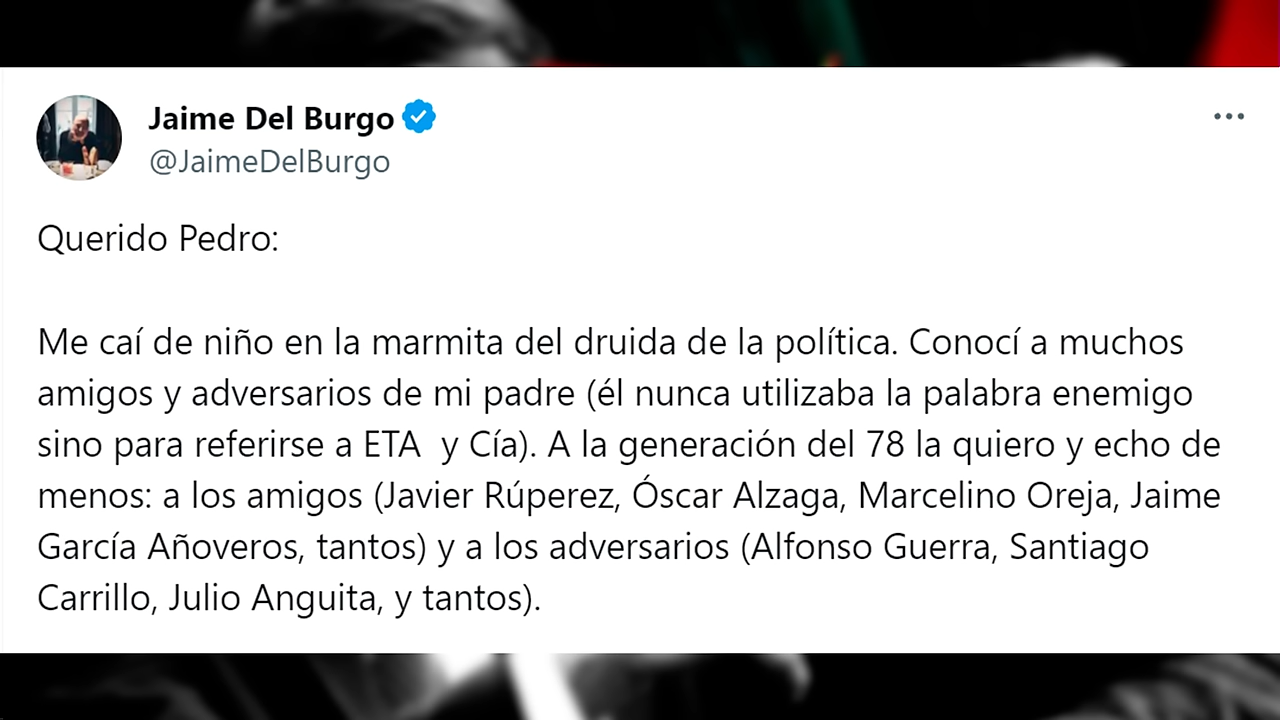 Jaime Del Burgo
@JaimeDelBurgo
Querido Pedro:
Me caí de niño en la marmita del druida de la política. Conocí a muchos
amigos y adversarios de mi padre (él nunca utilizaba la palabra enemigo
sino para referirse a ETA  y Cía). A la generación del 78 la quiero y echo de
menos: a los amigos (Javier Rúperez, Óscar Alzaga, Marcelino Oreja, Jaime
García Añoveros, tantos) y a los adversarios (Alfonso Guerra, Santiago
Carrillo, Julio Anguita, y tantos).